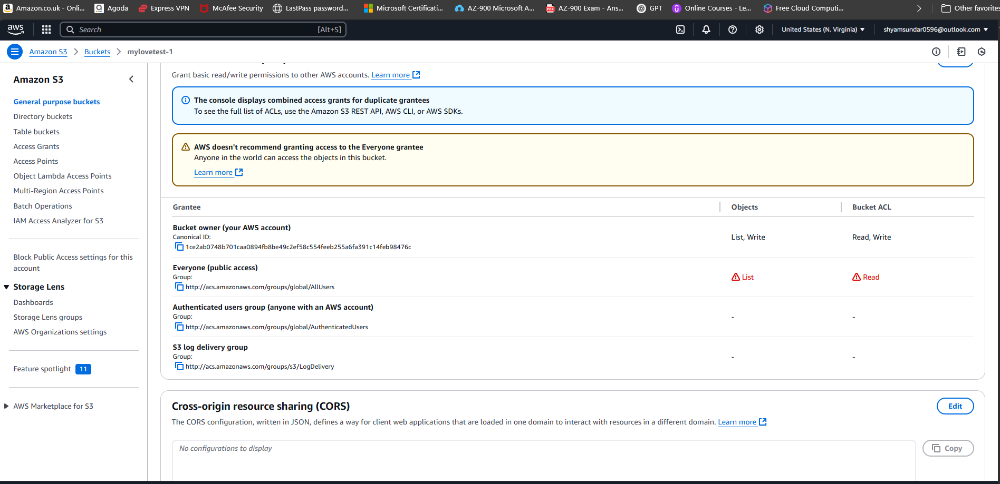 Amazon.co.uk - Onli...
Agoda
Express VPN
McAfee Security
LastPass password...
Microsoft Certificati...
AZ-900 Microsoft A...
AZ-900 Exam - Ans...
GPT
Online Courses - Le...
Free Cloud Computi...
Other favorites
aws
Search
[Alt+S]
United States (N. Virginia)
shyamsundar0596@outlook.com
Amazon S3
Buckets
mylovetest-1
Amazon S3
General purpose buckets
Directory buckets
Table buckets
Access Grants
Access Points
Object Lambda Access Points
Multi-Region Access Points
Batch Operations
IAM Access Analyzer for S3
Block Public Access settings for this
account
Storage Lens
Dashboards
Storage Lens groups
AWS Organizations settings
Feature spotlight 11
AWS Marketplace for S3
Grant basic read/write permissions to other AWS accounts. Learn more
The console displays combined access grants for duplicate grantees
To see the full list of ACLs, use the Amazon S3 REST API, AWS CLI, or AWS SDKs.
AWS doesn't recommend granting access to the Everyone grantee
Anyone in the world can access the objects in this bucket.
Learn more
Grantee Objects Bucket ACL
Bucket owner (your AWS account)
Canonical ID:
1ce2ab0748b701caa0894fb8be49c2ef58c554feeb255a6fa391c14feb98476c
List, Write
Read, Write
Everyone (public access)
Group:
http://acs.amazonaws.com/groups/global/AllUsers
List
Read
Authenticated users group (anyone with an AWS account)
Group:
http://acs.amazonaws.com/groups/global/AuthenticatedUsers
-
-
S3 log delivery group
Group:
http://acs.amazonaws.com/groups/s3/LogDelivery
-
-
Cross-origin resource sharing (CORS)
Edit
The CORS configuration, written in JSON, defines a way for client web applications that are loaded in one domain to interact with resources in a different domain. Learn more
No configurations to display
Copy